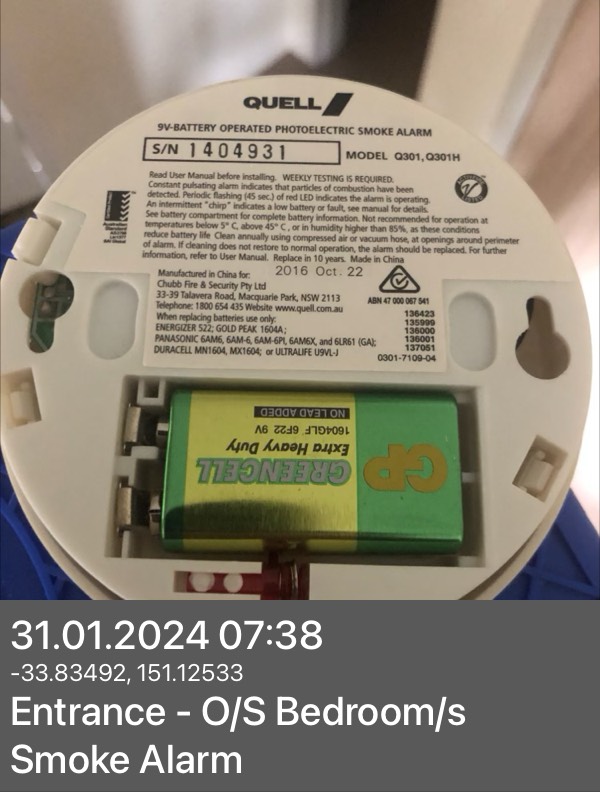 QUELL
9V-BATTERY OPERATED PHOTOELECTRIC SMOKE ALARM
S/N 1404931 MODEL Q301, Q301H
Read User Manual before installing. WEEKLY TESTING IS REQUIRED.
Constant pulsating alarm indicates that particles of combustion have been
detected. Periodic flashing (45 sec.) of red LED indicates the alarm is operating.
An intermittent "chirp" indicates a low battery or fault, see manual for details.
See battery compartment for complete battery information. Not recommended for operation at
temperatures below 5° C, above 45° C, or in humidity higher than 85%, as these conditions
reduce battery life Clean annually using compressed air or vacuum hose, at openings around perimeter
of alarm. If cleaning does not restore to normal operation, the alarm should be replaced. For further
information, refer to User Manual. Replace in 10 years. Made in China
Australian
Standard
2016 Oct. 22
Manufactured in China for:
Chubb Fire & Security Pty Ltd
33-39 Talavera Road, Macquarie Park, NSW 2113
Telephone: 1800 654 435 Website www.quell.com.au
When replacing batteries use only:
ENERGIZER 522; GOLD PEAK 1604A;
PANASONIC 6AM6, 6AM-6, 6AM-6PI, 6AM6X, and 6LR61 (GA);
DURACELL MN1604, MX1604; or ULTRALIFE U9VL-J
ABN 47 000 067 541
136423
135999
136000
136001
137051
0301-7109-04
GP
GREENCELL
Extra Heavy Duty
1604GLF 6F22 9V
NO LEAD ADDED
31.01.2024 07:38
-33.83492, 151.12533
Entrance - O/S Bedroom/s
Smoke Alarm